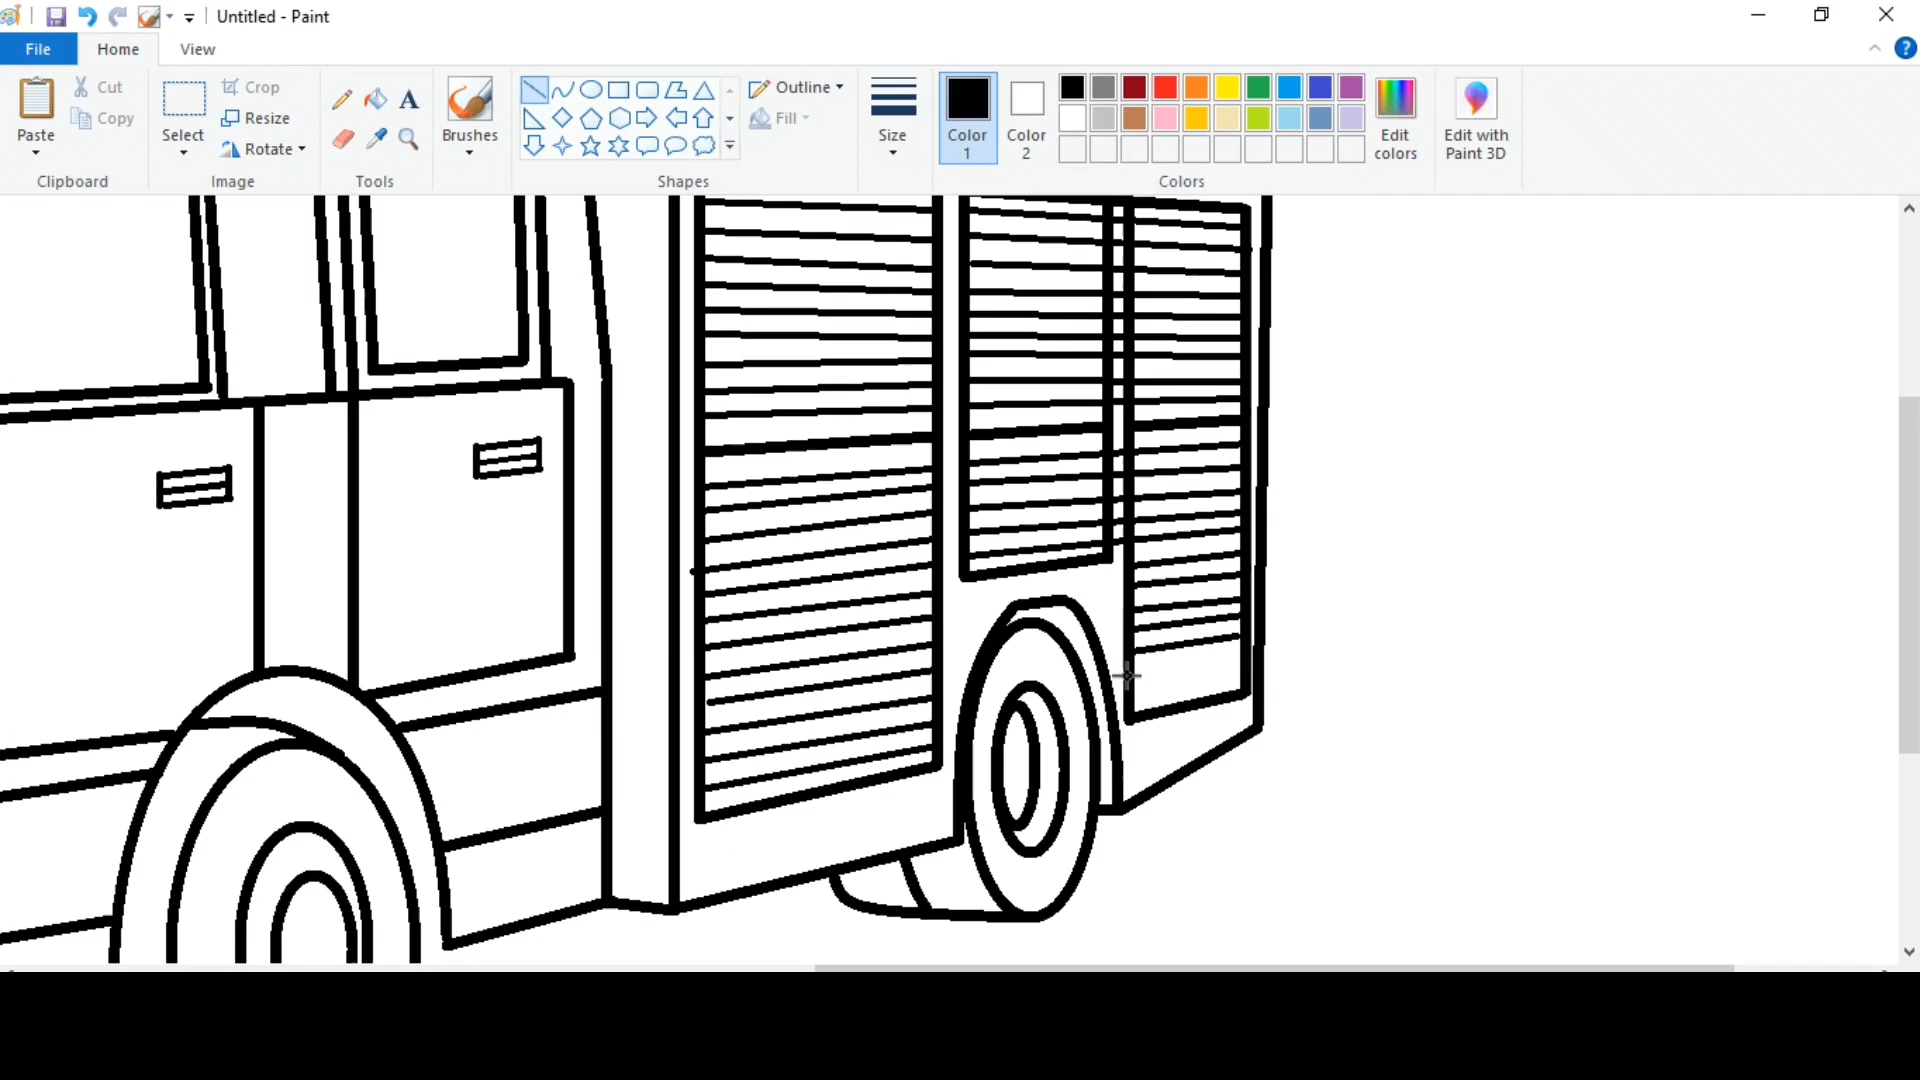 Untitled - Paint
File Home View
Paste
Cut
Copy
Clipboard
Select
Crop
Resize
Rotate
Image
A
Tools
Brushes
Shapes
Outline
Fill
Size
Color 1
Color 2
Colors
Edit colors
Edit with Paint 3D
?